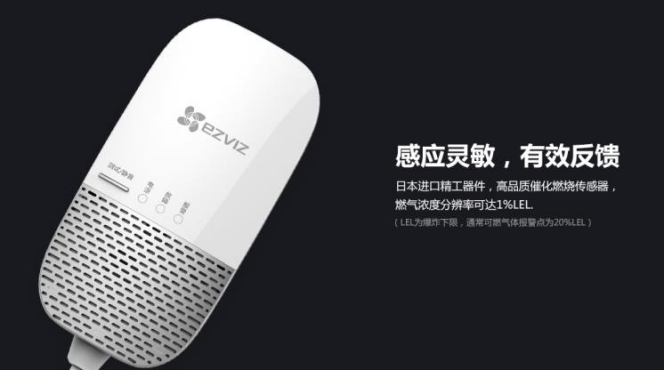 ezviz
感应灵敏，有效反馈
日本进口精工器件，高品质催化燃烧传感器，
燃气浓度分辨率可达1%LEL.
( LEL为爆炸下限，通常可燃气体报警点为20%LEL )